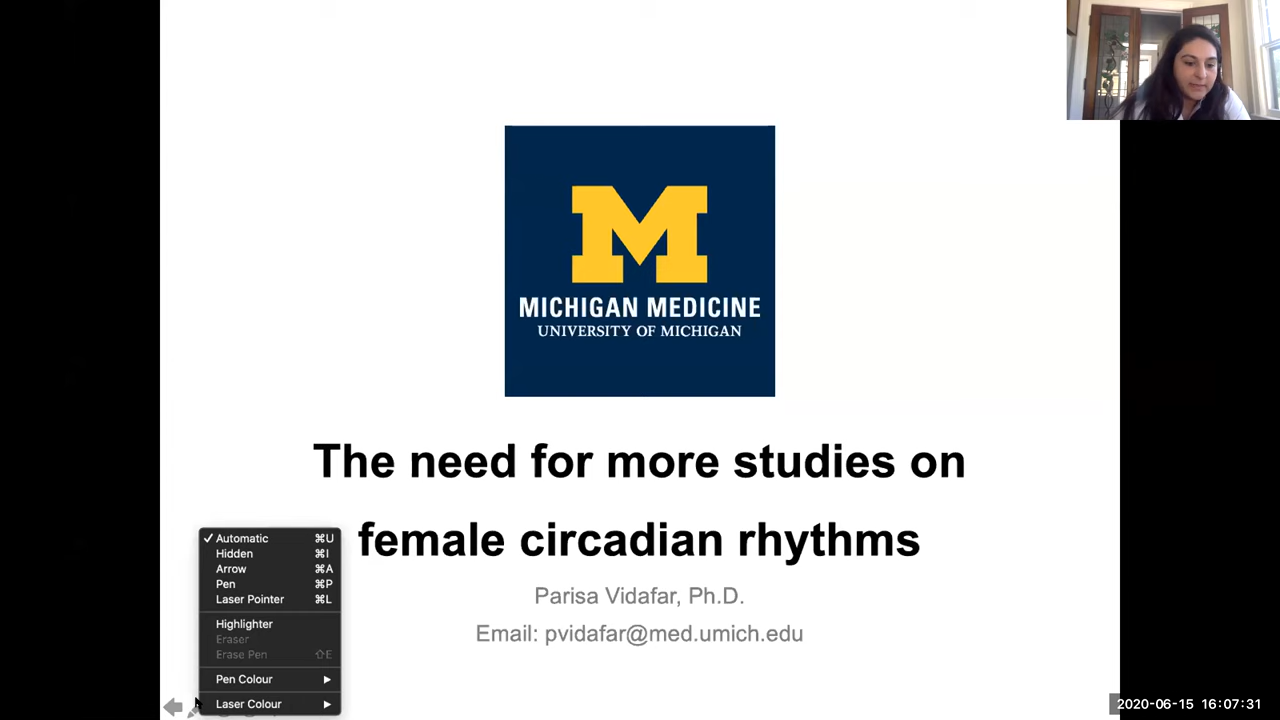 MICHIGAN MEDICINE
UNIVERSITY OF MICHIGAN
The need for more studies on
female circadian rhythms
Parisa Vidafar, Ph.D.
Email: pvidafar@med.umich.edu
✓ Automatic ⌘U
Hidden ⌘I
Arrow ⌘A
Pen ⌘P
Laser Pointer ⌘L
Highlighter
Eraser
Erase Pen ⇧E
Pen Colour ▶
Laser Colour ▶
2020-06-15 16:07:31